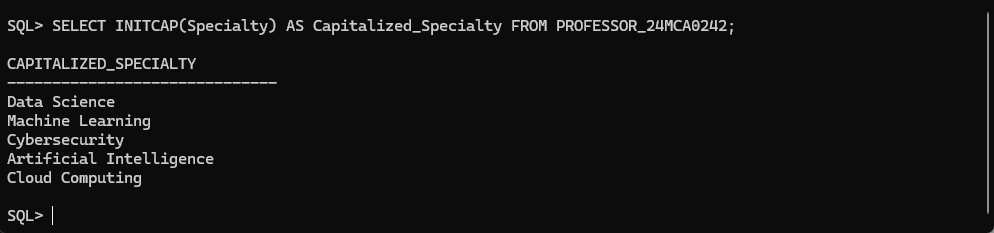 SQL> SELECT INITCAP(Specialty) AS Capitalized_Specialty FROM PROFESSOR_24MCA0242;
CAPITALIZED_SPECIALTY
------------------------------
Data Science
Machine Learning
Cybersecurity
Artificial Intelligence
Cloud Computing
SQL>